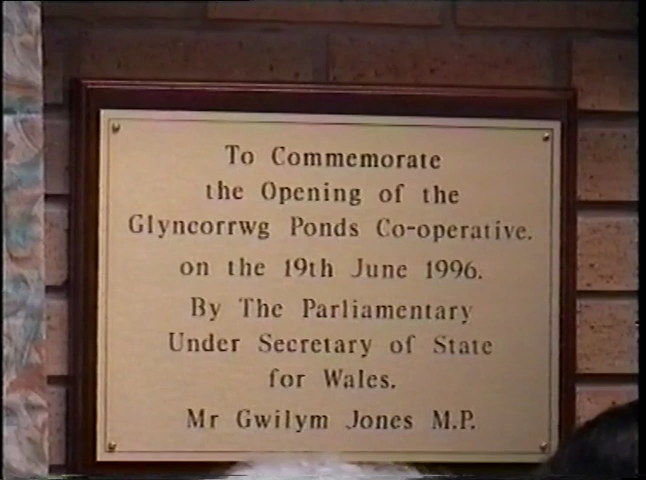 To Commemorate
the Opening of the
Glyncorrwg Ponds Co-operative.
on the 19th June 1996.
By The Parliamentary
Under Secretary of State
for Wales.
Mr Gwilym Jones M.P.